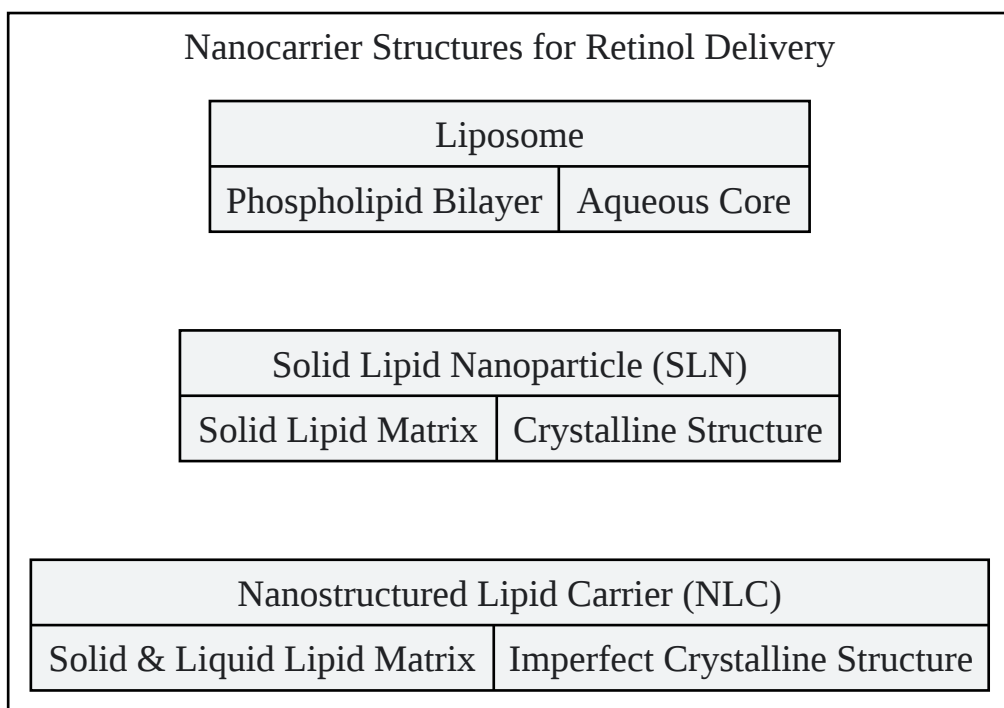 Nanocarrier Structures for Retinol Delivery
Liposome
Phospholipid Bilayer Aqueous Core
Solid Lipid Nanoparticle (SLN)
Solid Lipid Matrix Crystalline Structure
Nanostructured Lipid Carrier (NLC)
Solid & Liquid Lipid Matrix Imperfect Crystalline Structure